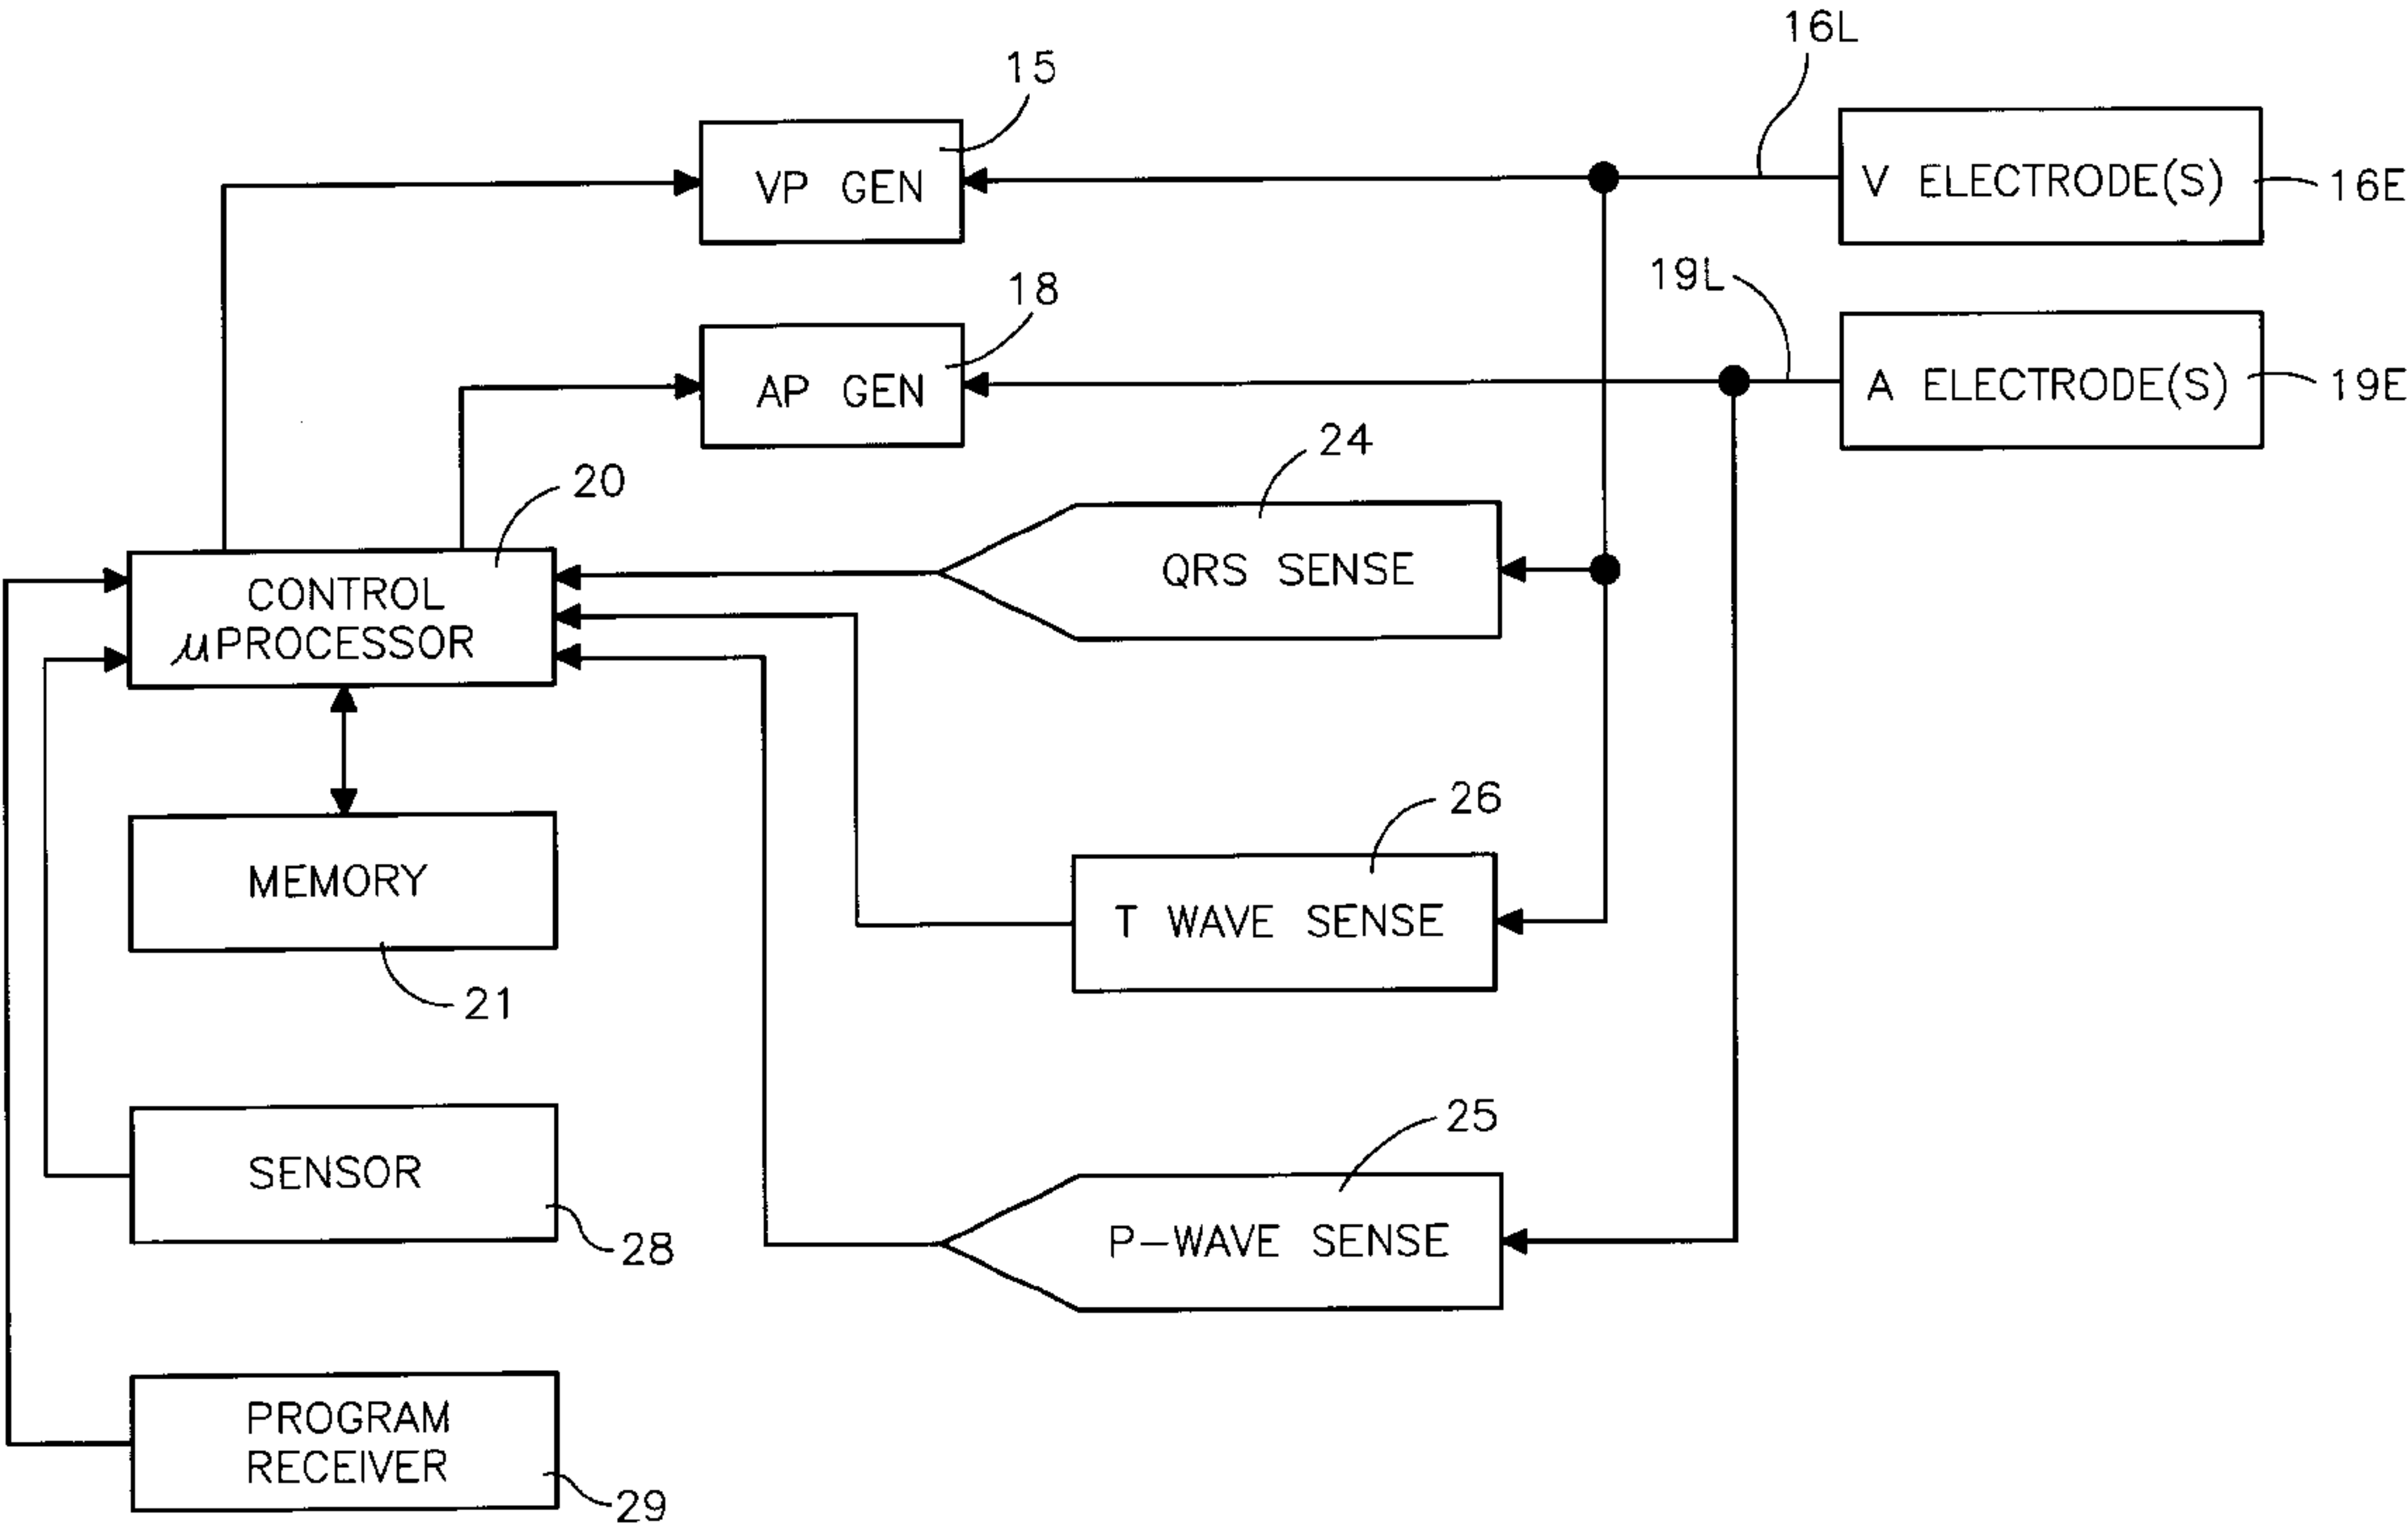 16L
15
VP GEN
V ELECTRODE(S)
16E
19L
18
AP GEN
A ELECTRODE(S)
19E
24
20
QRS SENSE
CONTROL
µPROCESSOR
26
MEMORY
T WAVE SENSE
21
25
SENSOR
P-WAVE SENSE
28
PROGRAM
RECEIVER
29